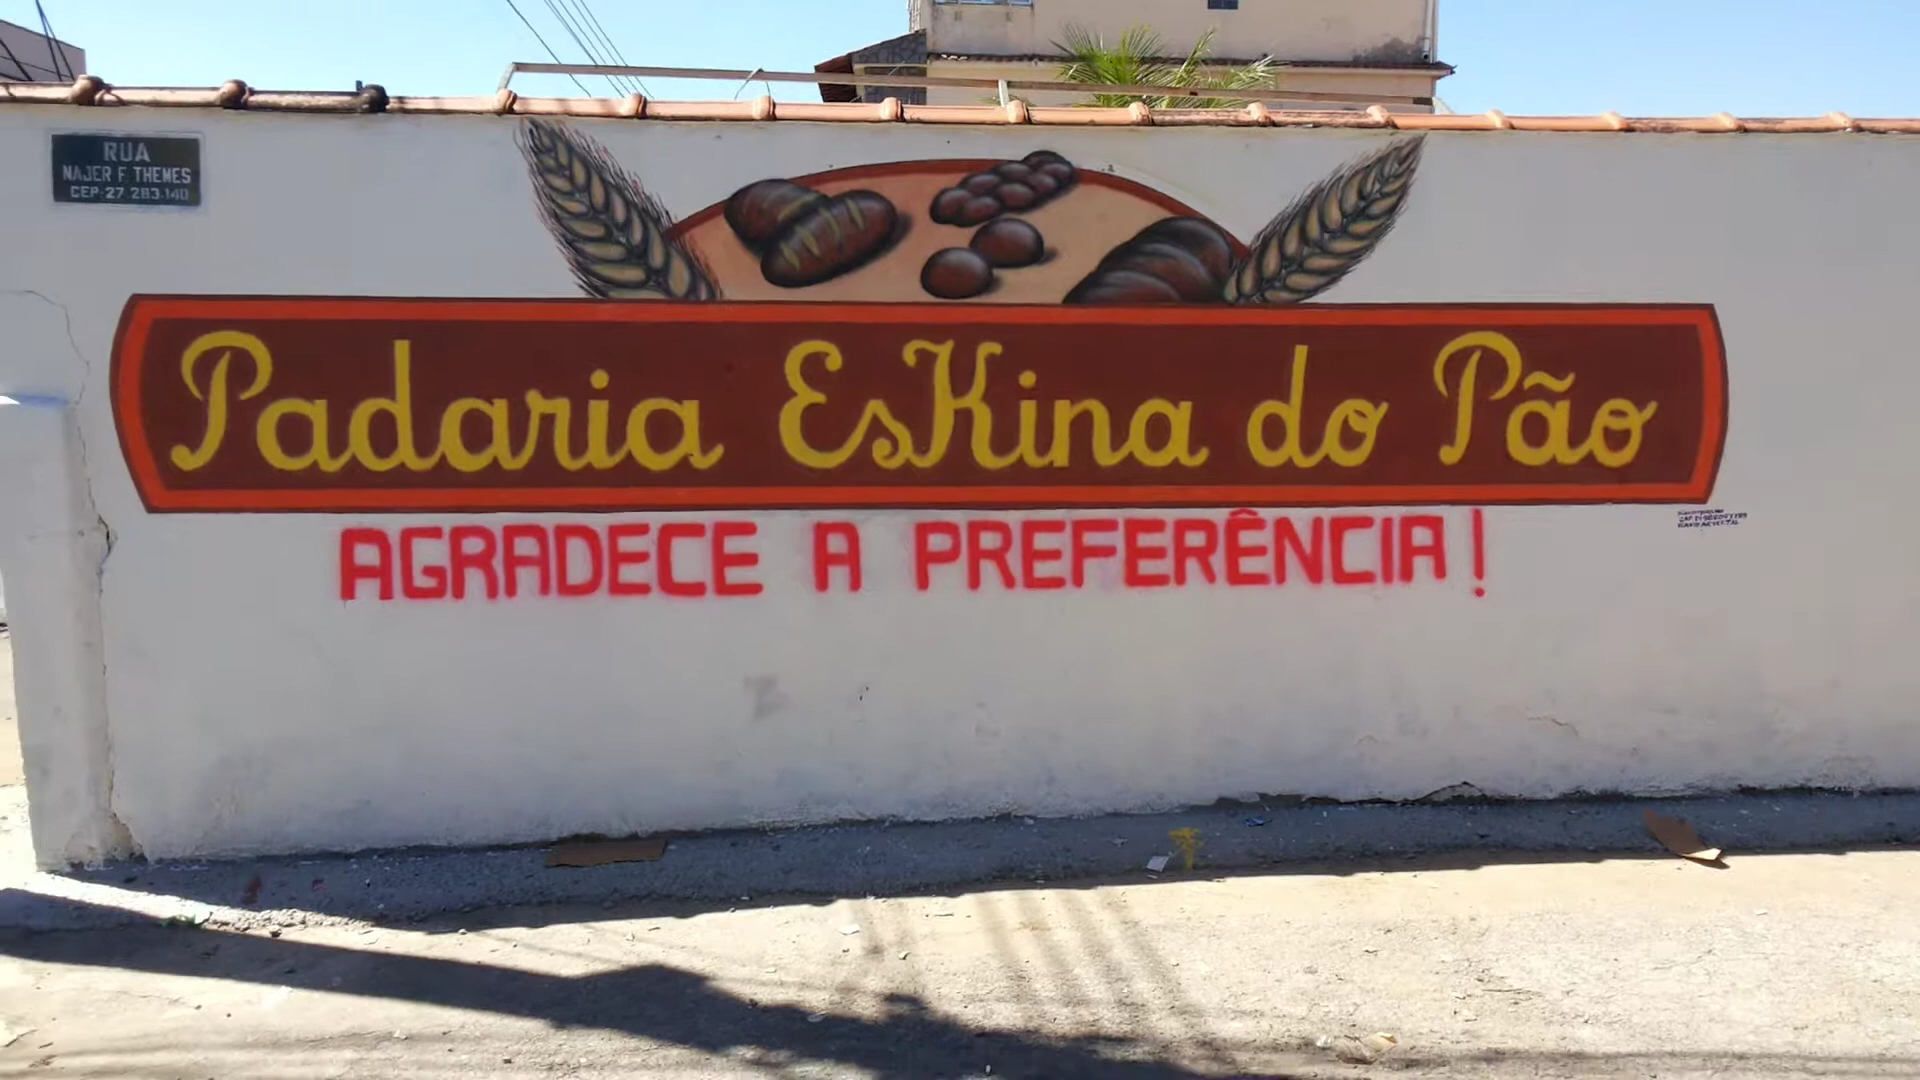 RUA
NAJER F. THEMES
CEP: 27.283-140
Padaria EsKina do Pão
AGRADECE A PREFERÊNCIA!